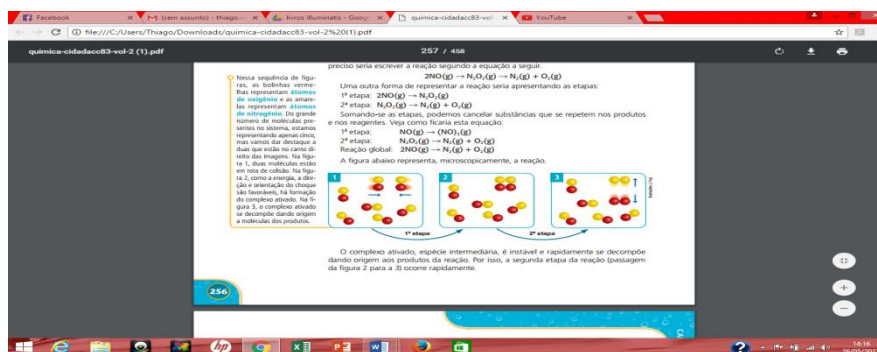 Facebook
(sem assunto) - thiago.
livros illuminatis - Goog
quimica-cidadacc83-vol-
YouTube
file:///C:/Users/Thiago/Downloads/quimica-cidadacc83-vol-2%20(1).pdf
quimica-cidadacc83-vol-2 (1).pdf
257 / 458
preciso seria escrever a reação segundo a equação a seguir.
2NO(g) → N₂O₂(g) → N₂(g) + O₂(g)
Uma outra forma de representar a reação seria apresentando as etapas:
1ª etapa: 2NO(g) → N₂O₂(g)
2ª etapa: N₂O₂(g) → N₂(g) + O₂(g)
Somando-se as etapas, podemos cancelar substâncias que se repetem nos produtos
e nos reagentes. Veja como ficaria esta equação:
1ª etapa: NO(g) → (NO)₂(g)
2ª etapa: N₂O₂(g) → N₂(g) + O₂(g)
Reação global: 2NO(g) → N₂(g) + O₂(g)
A figura abaixo representa, microscopicamente, a reação.
Nessa sequência de figu-
ras, as bolinhas verme-
lhas representam átomos
de oxigênio e as amare-
las representam átomos
de nitrogênio. Do grande
número de moléculas pre-
sentes no sistema, estamos
representando apenas cinco,
mas vamos dar destaque a
duas que estão no canto di-
reito das imagens. Na figu-
ra 1, duas moléculas estão
em rota de colisão. Na figu-
ra 2, como a energia, a dire-
ção e orientação do choque
são favoráveis, há formação
do complexo ativado. Na fi-
gura 3, o complexo ativado
se decompõe dando origem
a moléculas dos produtos.
1
2
3
1ª etapa
2ª etapa
O complexo ativado, espécie intermediária, é instável e rapidamente se decompõe
dando origem aos produtos da reação. Por isso, a segunda etapa da reação (passagem
da figura 2 para a 3) ocorre rapidamente.
256
hp
14:16